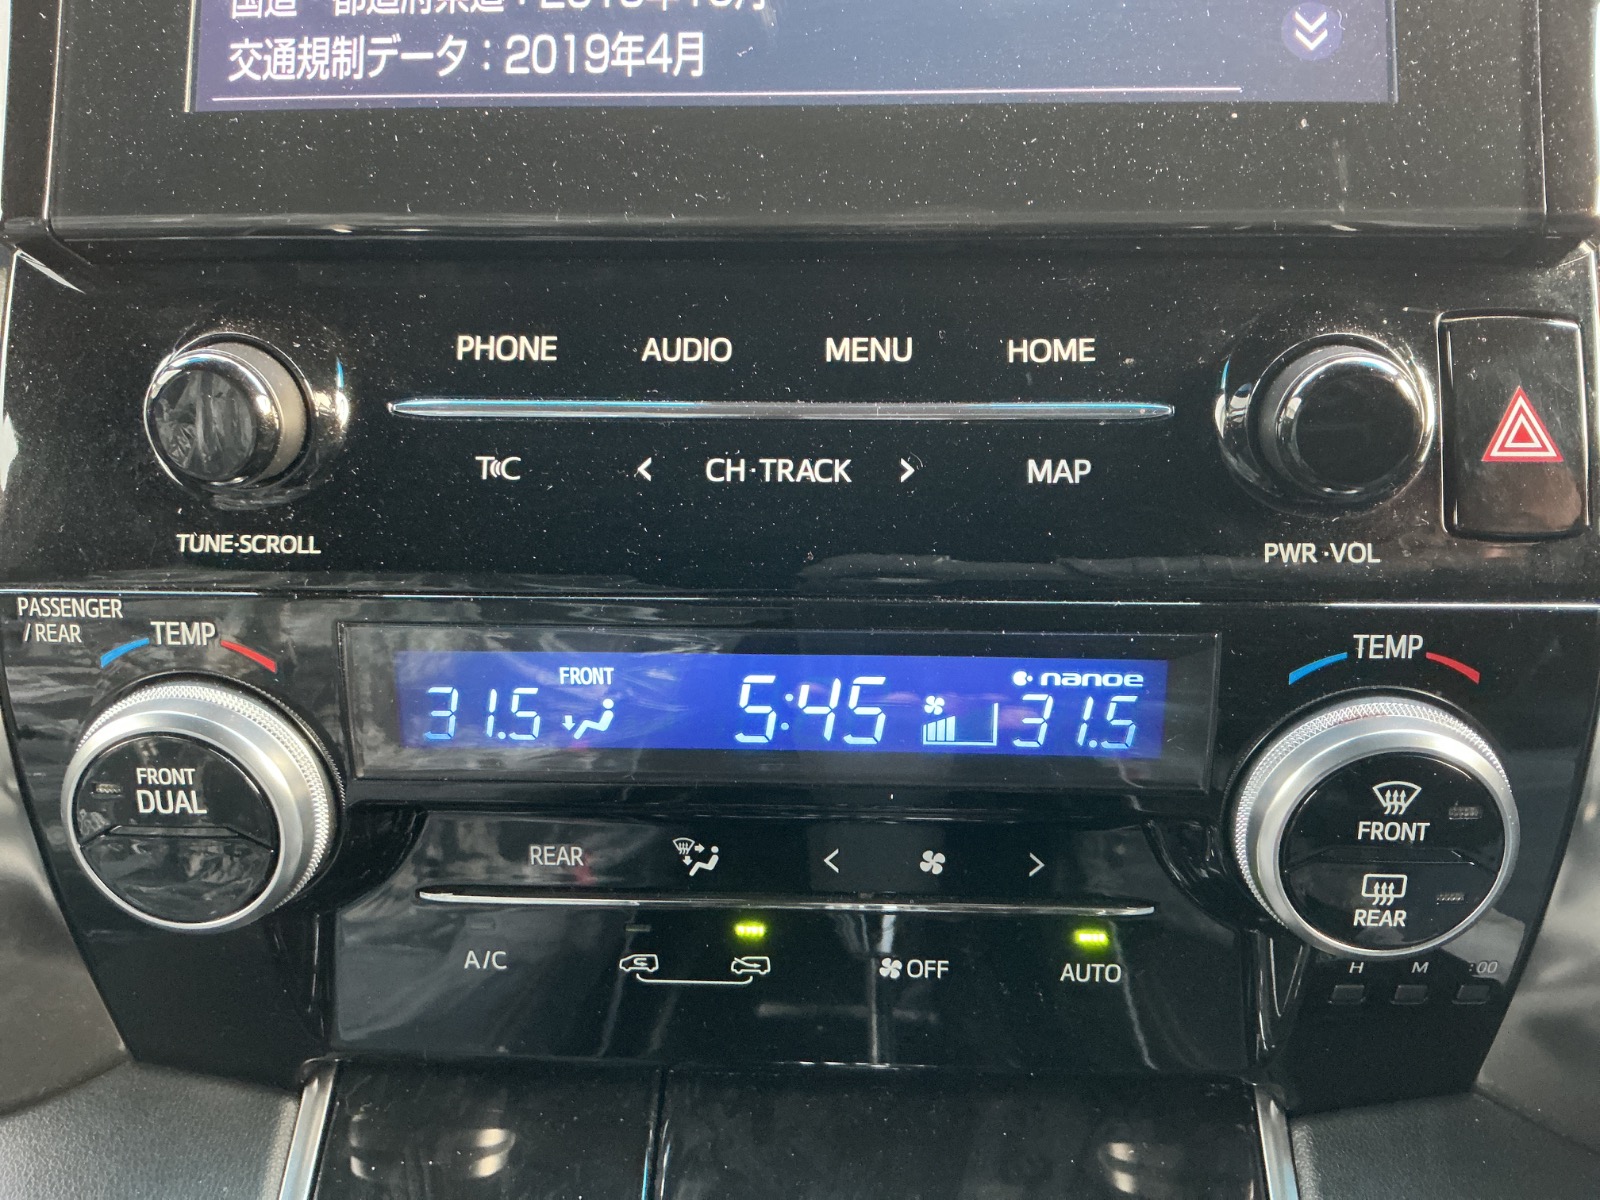 交通規制データ：2019年4月
PHONE AUDIO MENU HOME
T C < CH·TRACK > MAP
TUNE·SCROLL
PWR·VOL
PASSENGER
/REAR
TEMP
TEMP
FRONT
nanoe
31.5 5:45 31.5
FRONT
DUAL
FRONT
REAR
REAR < >
A/C OFF AUTO
H M :00